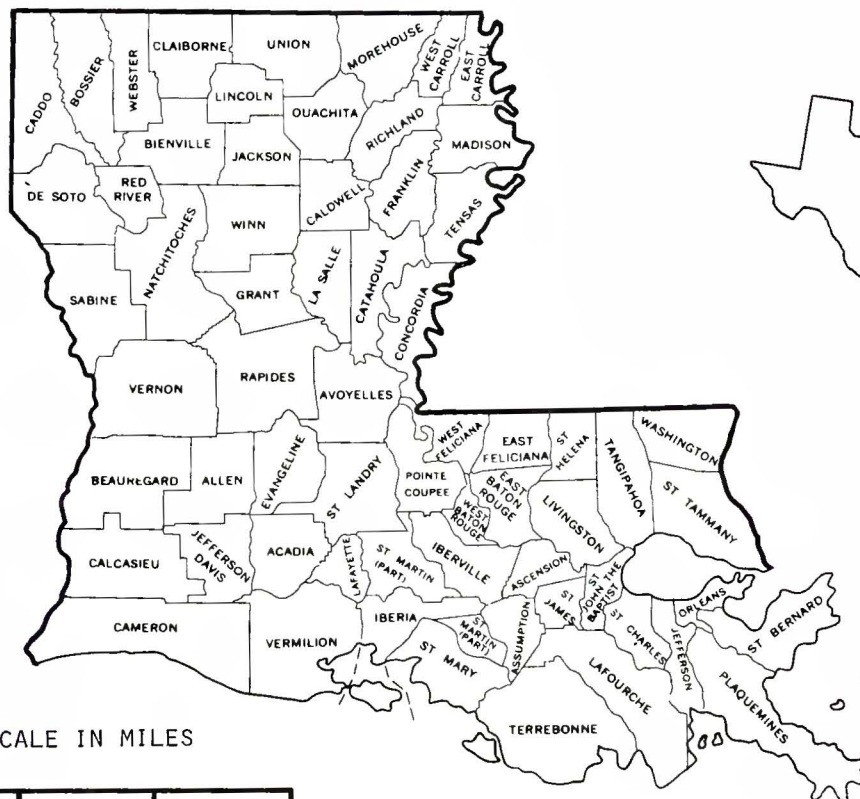 CLAIBORNE
UNION
MOREHOUSE
WEST
CARROLL
EAST
CARROLL
CADDO
BOSSIER
WEBSTER
LINCOLN
OUACHITA
RICHLAND
MADISON
BIENVILLE
JACKSON
DE SOTO
RED
RIVER
NATCHITOCHES
WINN
CALDWELL
FRANKLIN
TENSAS
SABINE
GRANT
LA SALLE
CATAHOULA
CONCORDIA
VERNON
RAPIDES
AVOYELLES
BEAUREGARD
ALLEN
EVANGELINE
ST LANDRY
POINTE
COUPEE
WEST
FELICIANA
EAST
FELICIANA
ST
HELENA
TANGIPAHOA
WASHINGTON
ST TAMMANY
WEST
BATON
ROUGE
EAST
BATON
ROUGE
LIVINGSTON
CALCASIEU
JEFFERSON
DAVIS
ACADIA
LAFAYETTE
ST MARTIN
(PART)
IBERVILLE
ASCENSION
ST
JAMES
ST
JOHN THE
BAPTIST
ST CHARLES
ORLEANS
ST BERNARD
JEFFERSON
PLAQUEMINES
CAMERON
VERMILION
IBERIA
ST
MARTIN
(PART)
ST MARY
ASSUMPTION
LAFOURCHE
TERREBONNE
CALE IN MILES